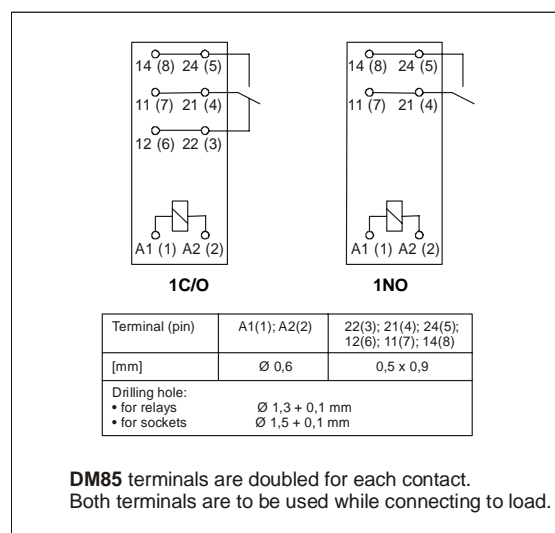 14 (8) 24 (5) 14 (8) 24 (5)
11 (7) 21 (4) 11 (7) 21 (4)
12 (6) 22 (3)
A1 (1) A2 (2) A1 (1) A2 (2)
1C/O 1NO
Terminal (pin) A1(1); A2(2) 22(3); 21(4); 24(5);
12(6); 11(7); 14(8)
[mm] Ø 0,6 0,5 x 0,9
Drilling hole:
• for relays Ø 1,3 + 0,1 mm
• for sockets Ø 1,5 + 0,1 mm
DM85 terminals are doubled for each contact.
Both terminals are to be used while connecting to load.